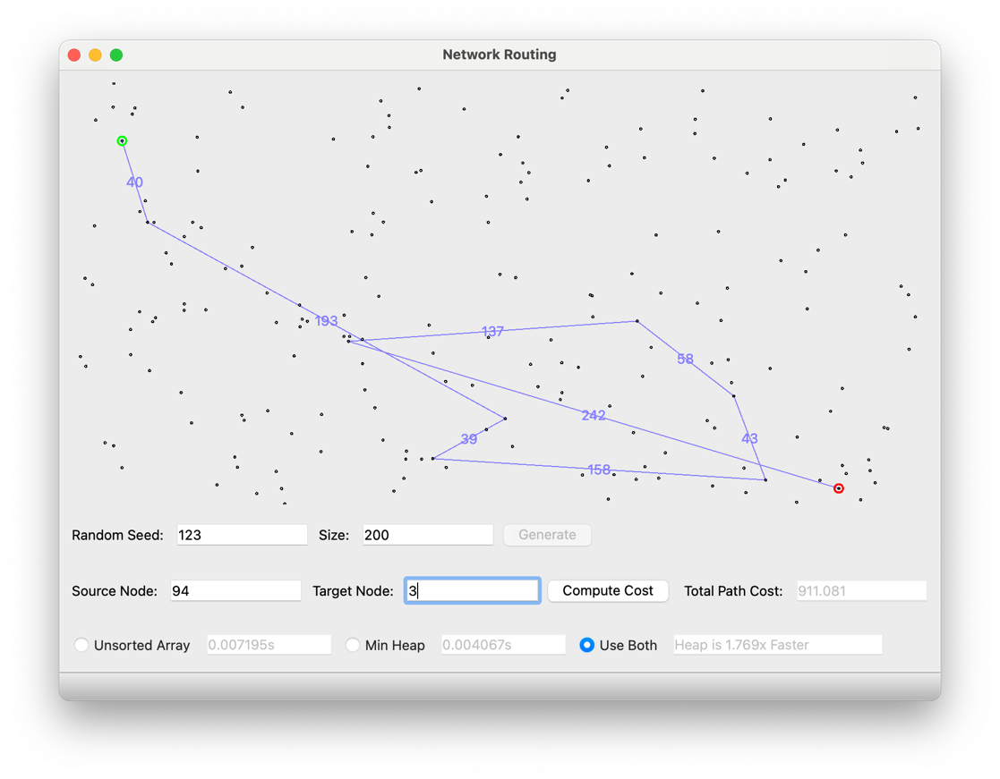 Network Routing
40
193
137
58
242
39
43
158
Random Seed: 123 Size: 200 Generate
Source Node: 94 Target Node: 3 Compute Cost Total Path Cost: 911.081
Unsorted Array 0.007195s Min Heap 0.004067s Use Both Heap is 1.769x Faster